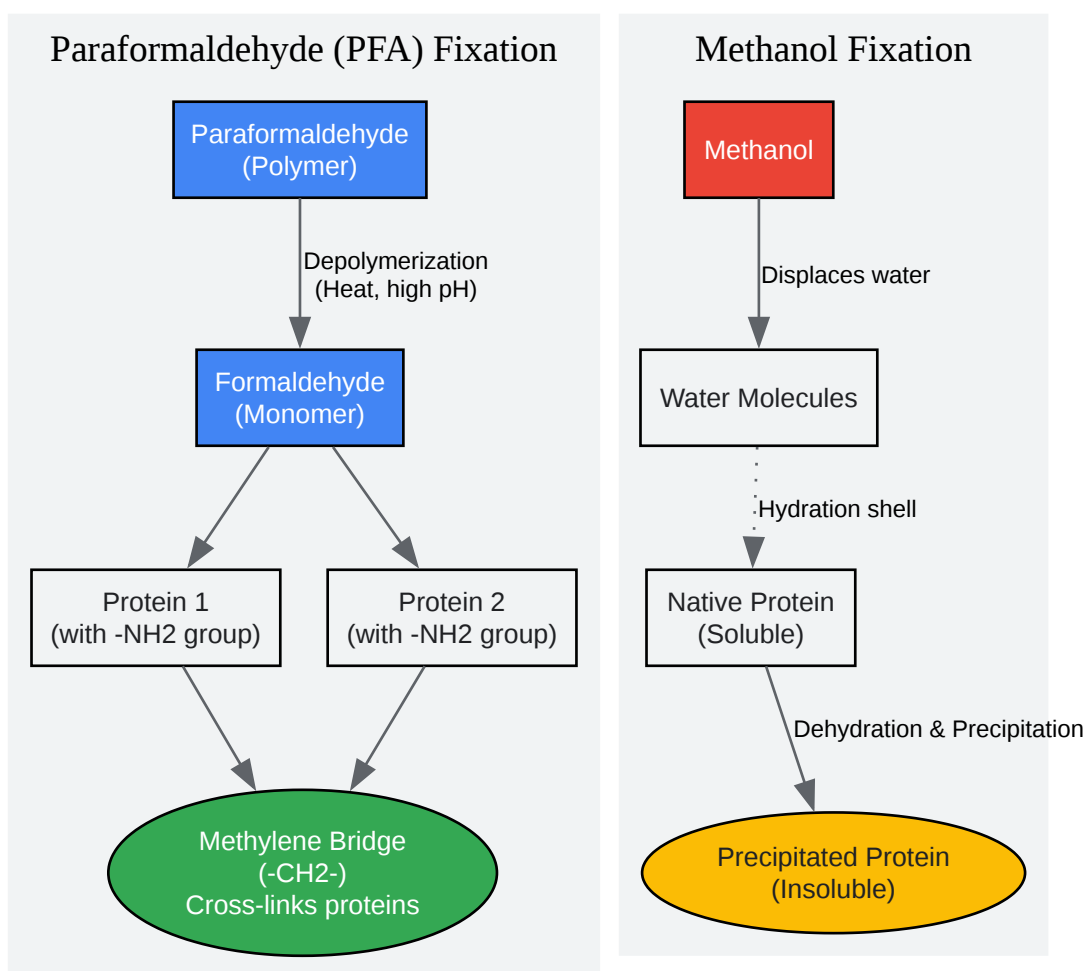 Paraformaldehyde (PFA) Fixation
Paraformaldehyde
(Polymer)
Depolymerization
(Heat, high pH)
Formaldehyde
(Monomer)
Protein 1
(with -NH2 group)
Protein 2
(with -NH2 group)
Methylene Bridge
(-CH2-)
Cross-links proteins
Methanol Fixation
Methanol
Displaces water
Water Molecules
Hydration shell
Native Protein
(Soluble)
Dehydration & Precipitation
Precipitated Protein
(Insoluble)